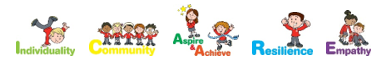 Individuality
Community
Aspire
& Achieve
Resilience
Empathy